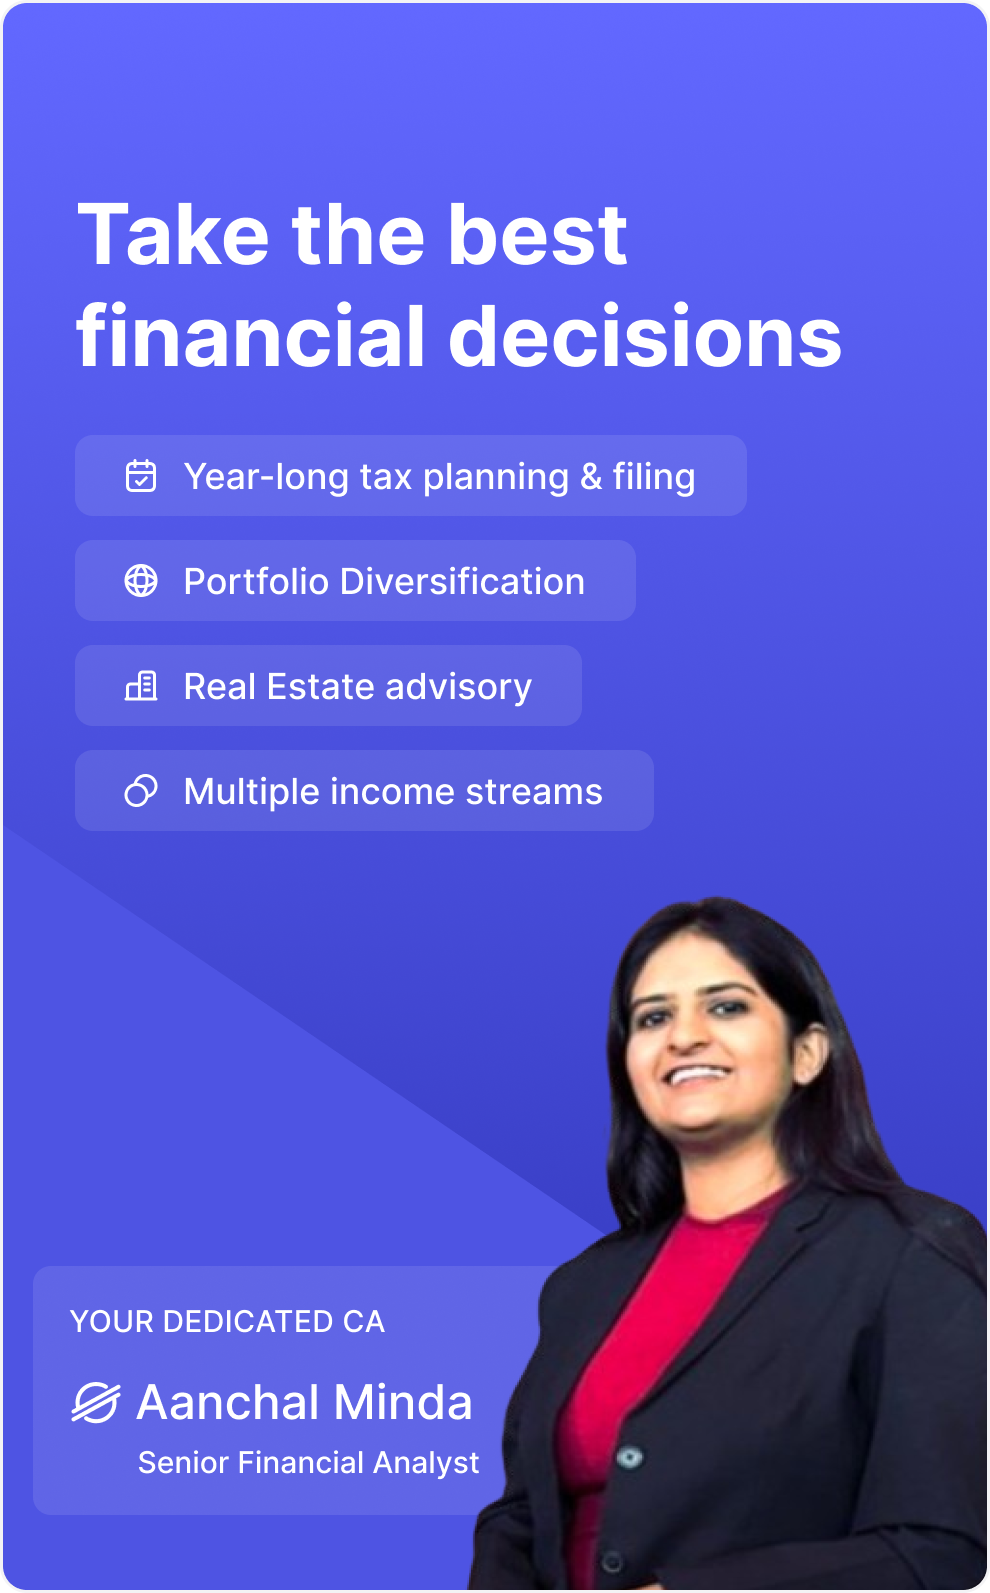 Take the best
financial decisions
Year-long tax planning & filing
Portfolio Diversification
Real Estate advisory
Multiple income streams
YOUR DEDICATED CA
Aanchal Minda
Senior Financial Analyst